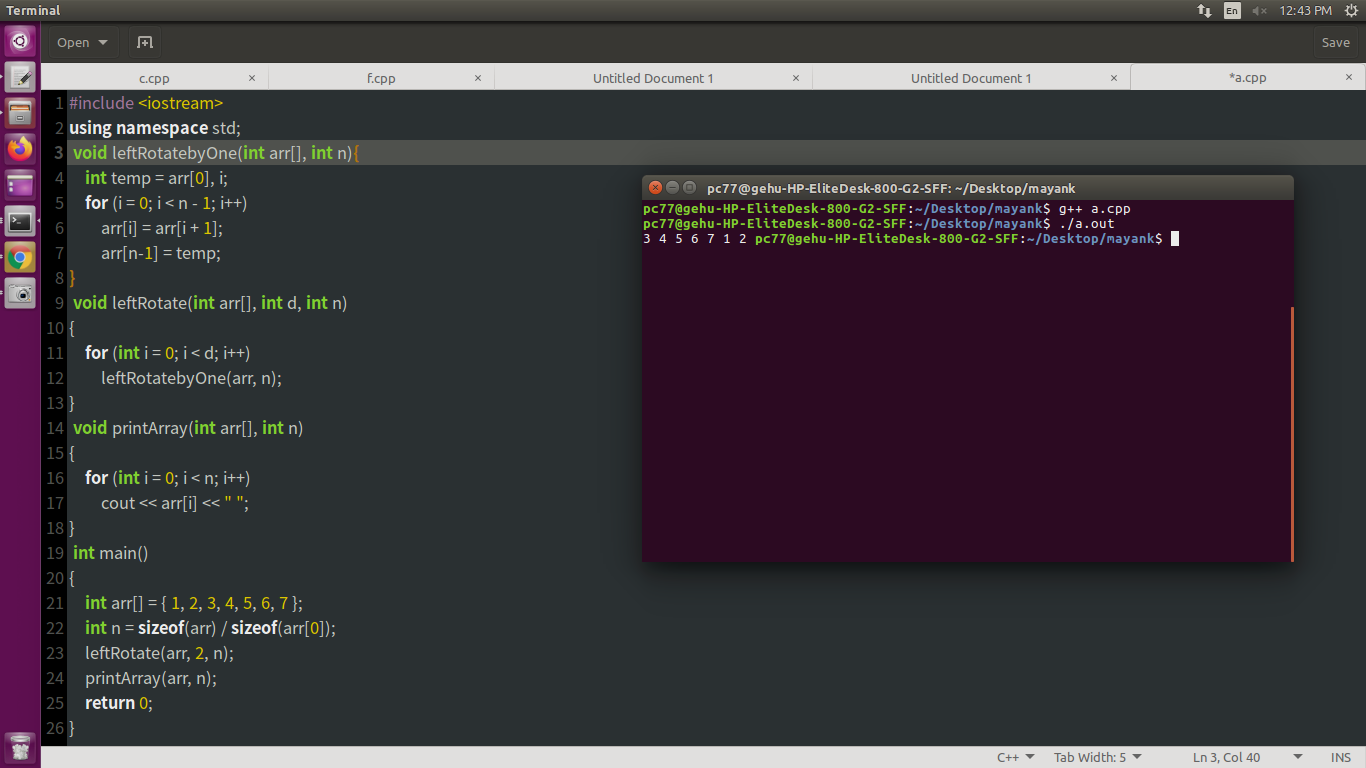 Terminal
En
12:43 PM
Open
Save
c.cpp
f.cpp
Untitled Document 1
Untitled Document 1
*a.cpp
1 #include <iostream>
2 using namespace std;
3 void leftRotatebyOne(int arr[], int n){
4 int temp = arr[0], i;
5 for (i = 0; i < n - 1; i++)
6 arr[i] = arr[i + 1];
7 arr[n-1] = temp;
8 }
9 void leftRotate(int arr[], int d, int n)
10 {
11 for (int i = 0; i < d; i++)
12 leftRotatebyOne(arr, n);
13 }
14 void printArray(int arr[], int n)
15 {
16 for (int i = 0; i < n; i++)
17 cout << arr[i] << " ";
18 }
19 int main()
20 {
21 int arr[] = { 1, 2, 3, 4, 5, 6, 7 };
22 int n = sizeof(arr) / sizeof(arr[0]);
23 leftRotate(arr, 2, n);
24 printArray(arr, n);
25 return 0;
26 }
pc77@gehu-HP-EliteDesk-800-G2-SFF: ~/Desktop/mayank
pc77@gehu-HP-EliteDesk-800-G2-SFF:~/Desktop/mayank$ g++ a.cpp
pc77@gehu-HP-EliteDesk-800-G2-SFF:~/Desktop/mayank$ ./a.out
3 4 5 6 7 1 2 pc77@gehu-HP-EliteDesk-800-G2-SFF:~/Desktop/mayank$
C++
Tab Width: 5
Ln 3, Col 40
INS